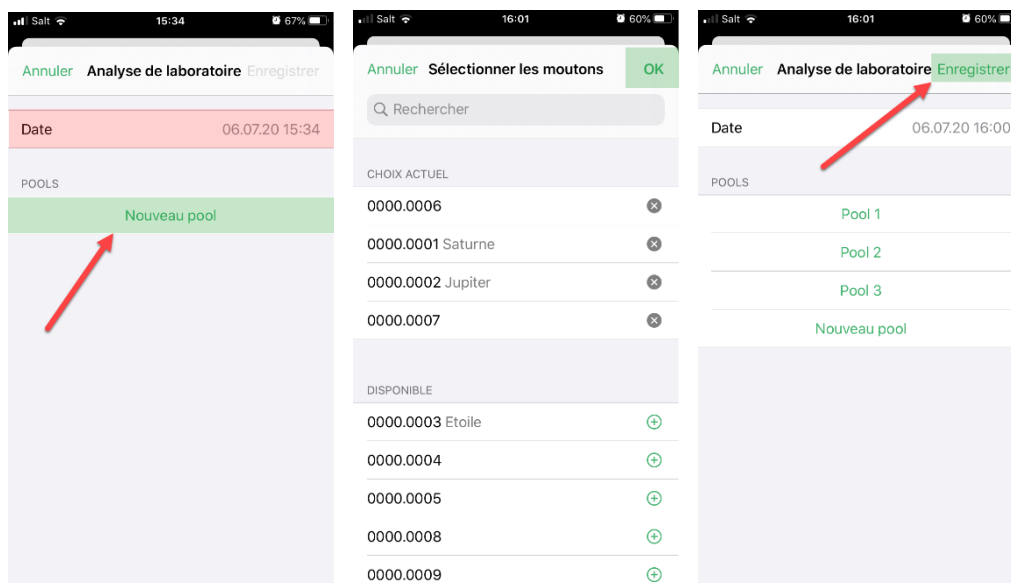 Salt 15:34 67%
Annuler Analyse de laboratoire Enregistrer
Date 06.07.20 15:34
POOLS
Nouveau pool
Salt 16:01 60%
Annuler Sélectionner les moutons OK
Rechercher
CHOIX ACTUEL
0000.0006
0000.0001 Saturne
0000.0002 Jupiter
0000.0007
DISPONIBLE
0000.0003 Etoile
0000.0004
0000.0005
0000.0008
0000.0009
Salt 16:01 60%
Annuler Analyse de laboratoire Enregistrer
Date 06.07.20 16:00
POOLS
Pool 1
Pool 2
Pool 3
Nouveau pool